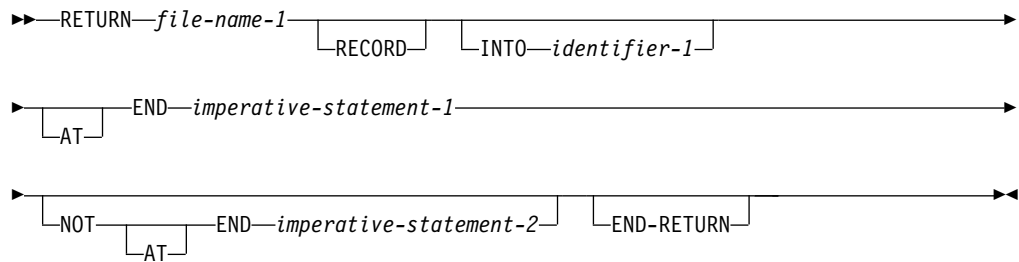 RETURN file-name-1
RECORD INTO identifier-1
END imperative-statement-1
AT
NOT END imperative-statement-2 END-RETURN
AT